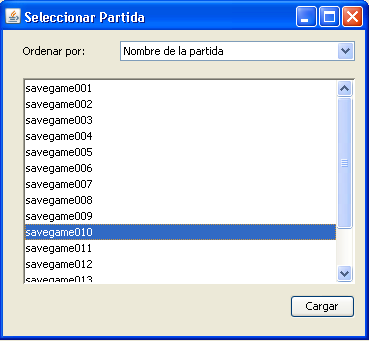 Seleccionar Partida
Ordenar por: Nombre de la partida
savegame001
savegame002
savegame003
savegame004
savegame005
savegame006
savegame007
savegame008
savegame009
savegame010
savegame011
savegame012
savegame013
Cargar